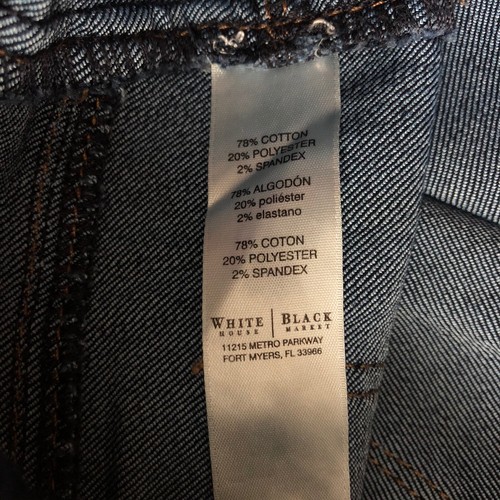 78% COTTON
20% POLYESTER
2% SPANDEX
78% ALGODÓN
20% poliéster
2% elastano
78% COTON
20% POLYESTER
2% SPANDEX
WHITE | BLACK
HOUSE MARKET
11215 METRO PARKWAY
FORT MYERS, FL 33966